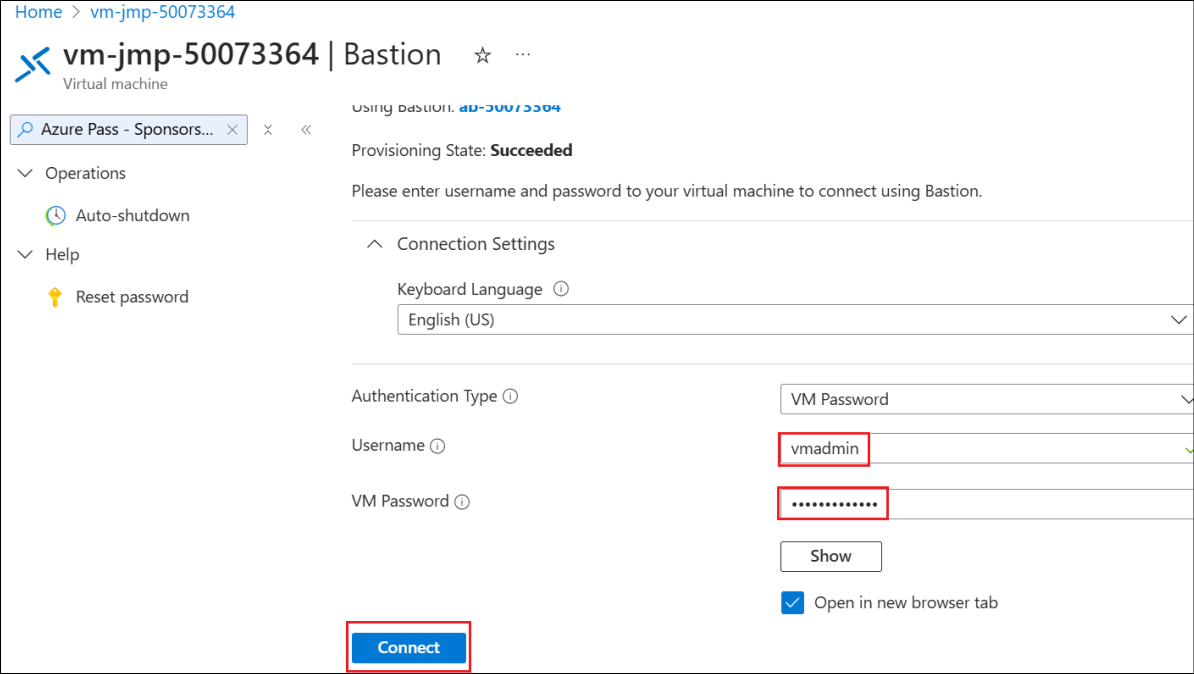 Home > vm-jmp-50073364
vm-jmp-50073364 | Bastion ☆ ...
Virtual machine
Azure Pass - Sponsors...
Operations
Auto-shutdown
Help
Reset password
Using Bastion: ab-50073364
Provisioning State: Succeeded
Please enter username and password to your virtual machine to connect using Bastion.
Connection Settings
Keyboard Language
English (US)
Authentication Type
VM Password
Username
vmadmin
VM Password
•••••••••••••
Show
Open in new browser tab
Connect